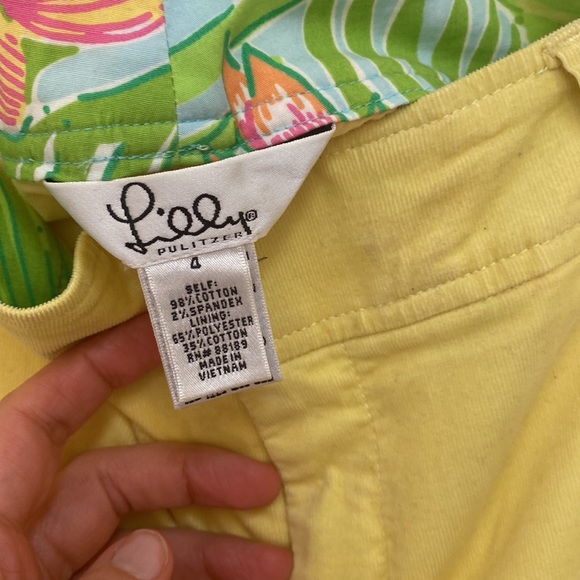 Lilly®
PULITZER
4
SELF:
98% COTTON
2% SPANDEX
LINING:
65% POLYESTER
35% COTTON
RN# 88189
MADE IN
VIETNAM